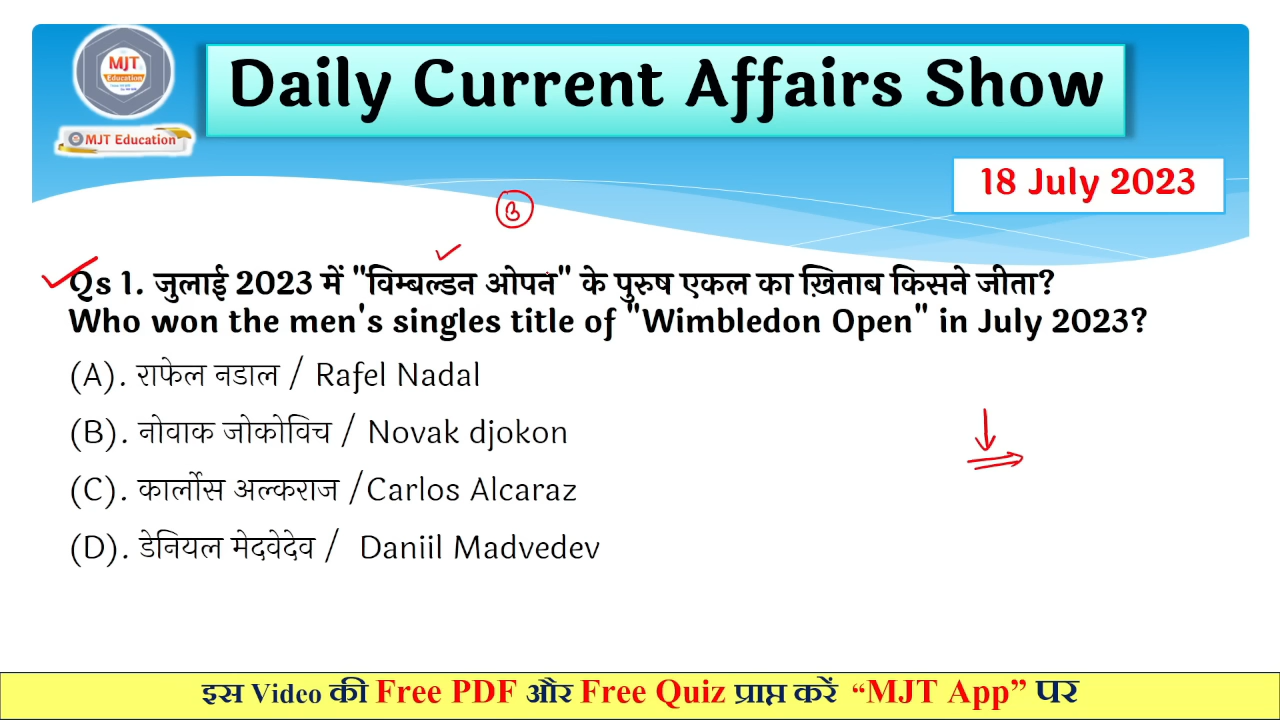 MJT
Education
MJT Education
Daily Current Affairs Show
18 July 2023
B
Qs 1. जुलाई 2023 में "विम्बल्डन ओपन" के पुरुष एकल का ख़िताब किसने जीता?
Who won the men's singles title of "Wimbledon Open" in July 2023?
(A). राफेल नडाल / Rafel Nadal
(B). नोवाक जोकोविच / Novak djokon
(C). कार्लोस अल्कराज /Carlos Alcaraz
(D). डेनियल मेदवेदेव / Daniil Madvedev
इस Video की Free PDF और Free Quiz प्राप्त करें “MJT App” पर